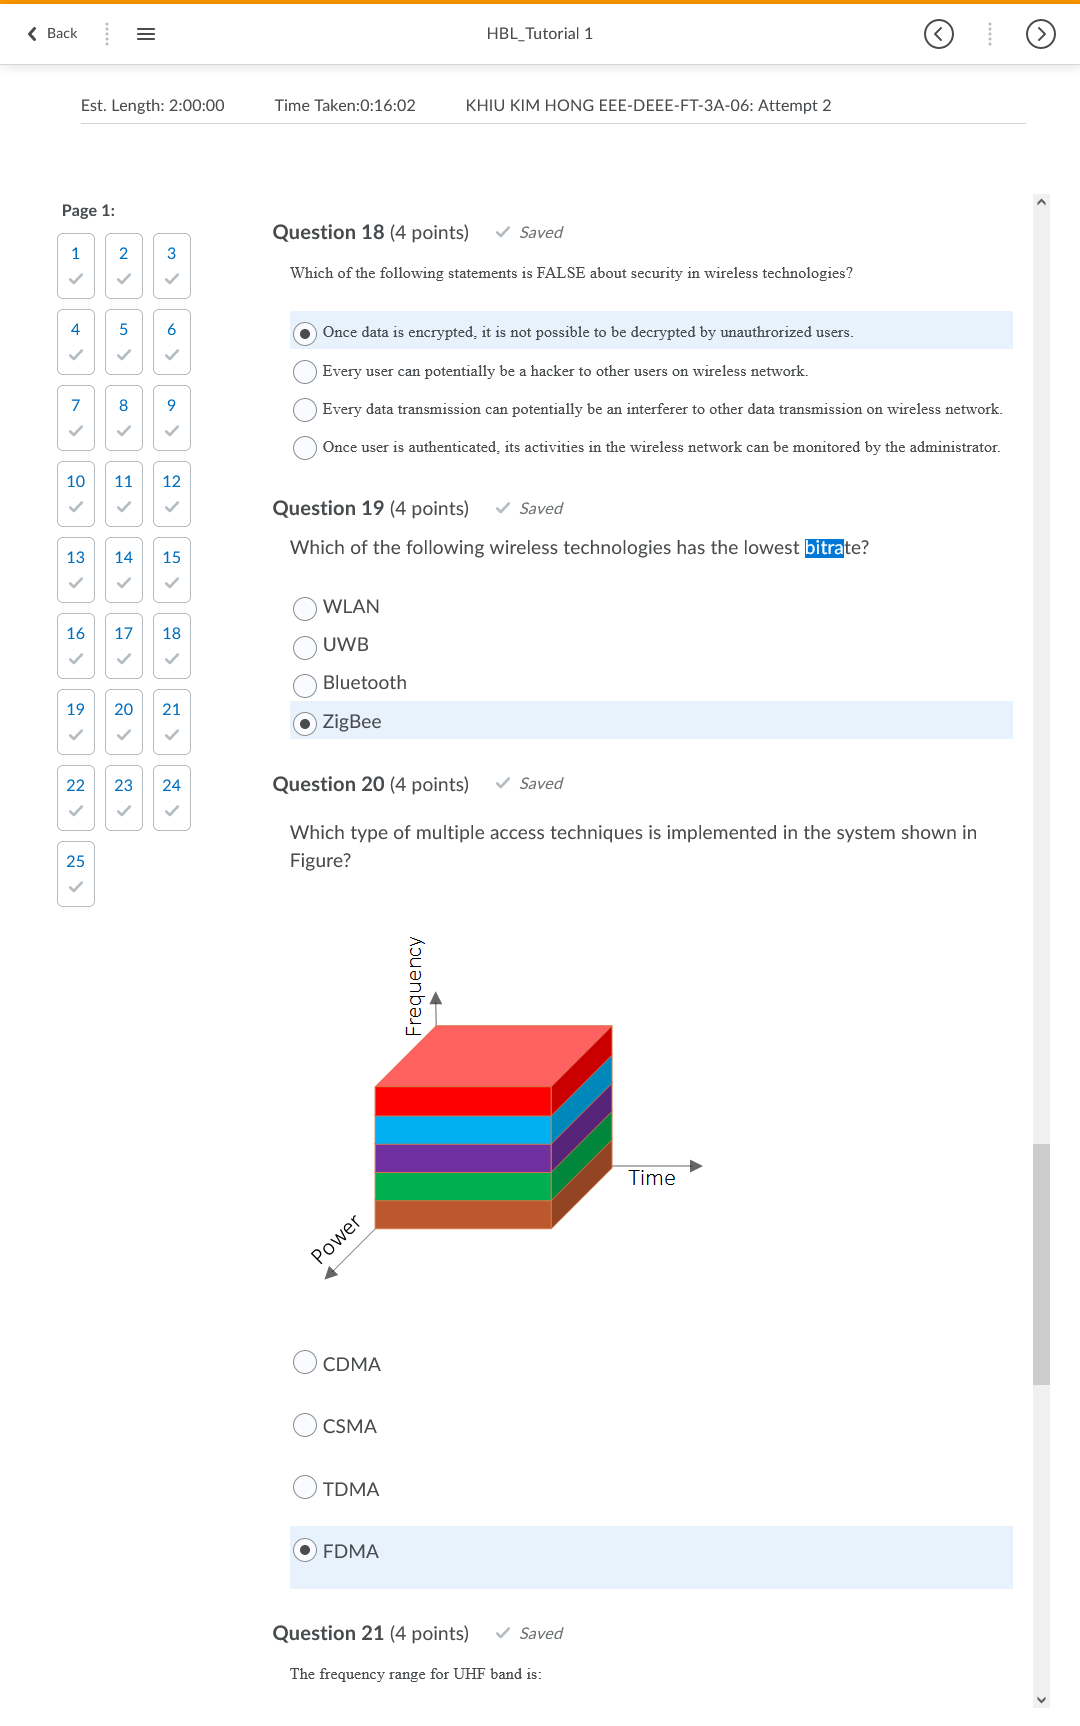 Back
HBL_Tutorial 1
Est. Length: 2:00:00 Time Taken:0:16:02 KHIU KIM HONG EEE-DEEE-FT-3A-06: Attempt 2
Page 1:
1 2 3
4 5 6
7 8 9
10 11 12
13 14 15
16 17 18
19 20 21
22 23 24
25
Question 18 (4 points) Saved
Which of the following statements is FALSE about security in wireless technologies?
Once data is encrypted, it is not possible to be decrypted by unauthrorized users.
Every user can potentially be a hacker to other users on wireless network.
Every data transmission can potentially be an interferer to other data transmission on wireless network.
Once user is authenticated, its activities in the wireless network can be monitored by the administrator.
Question 19 (4 points) Saved
Which of the following wireless technologies has the lowest bitrate?
WLAN
UWB
Bluetooth
ZigBee
Question 20 (4 points) Saved
Which type of multiple access techniques is implemented in the system shown in
Figure?
Frequency
Time
Power
CDMA
CSMA
TDMA
FDMA
Question 21 (4 points) Saved
The frequency range for UHF band is: